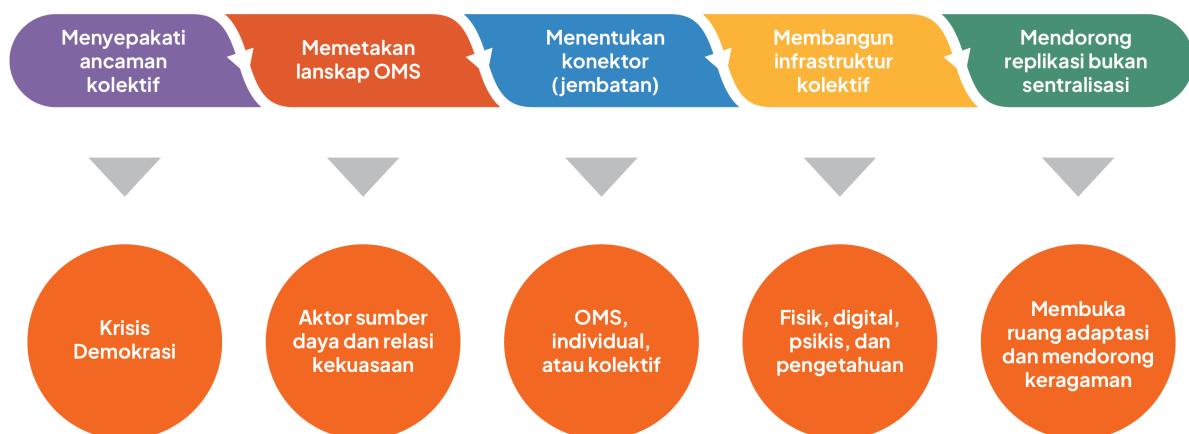 Menyepakati
ancaman
kolektif
Memetakan
lanskap OMS
Menentukan
konektor
(jembatan)
Membangun
infrastruktur
kolektif
Mendorong
replikasi bukan
sentralisasi
Krisis
Demokrasi
Aktor sumber
daya dan relasi
kekuasaan
OMS,
individual,
atau kolektif
Fisik, digital,
psikis, dan
pengetahuan
Membuka
ruang adaptasi
dan mendorong
keragaman